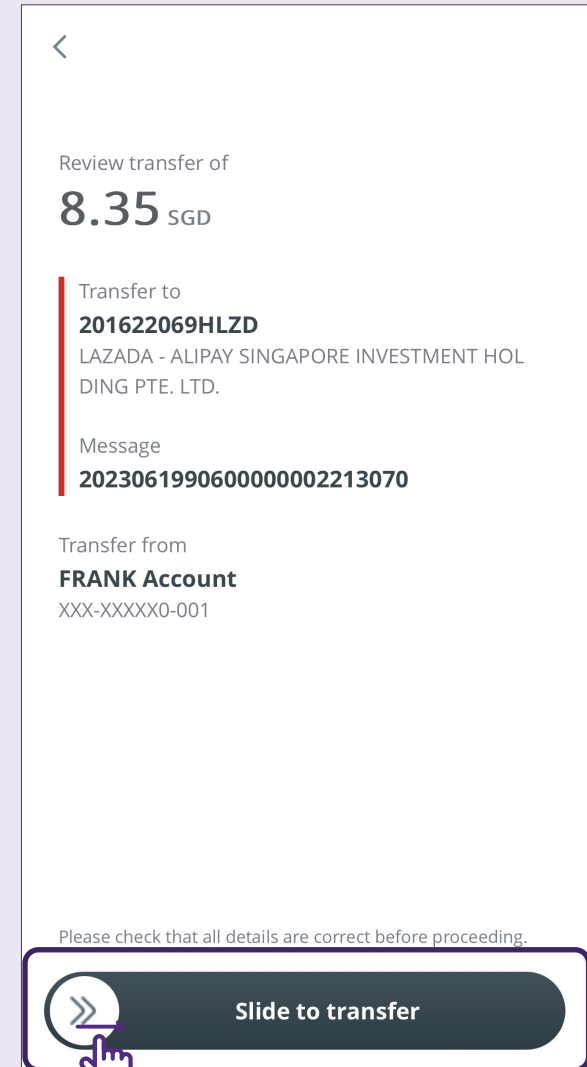 Review transfer of
8.35 SGD
Transfer to
201622069HLZD
LAZADA - ALIPAY SINGAPORE INVESTMENT HOL
DING PTE. LTD.
Message
2023061990600000002213070
Transfer from
FRANK Account
XXX-XXXXX0-001
Please check that all details are correct before proceeding.
Slide to transfer